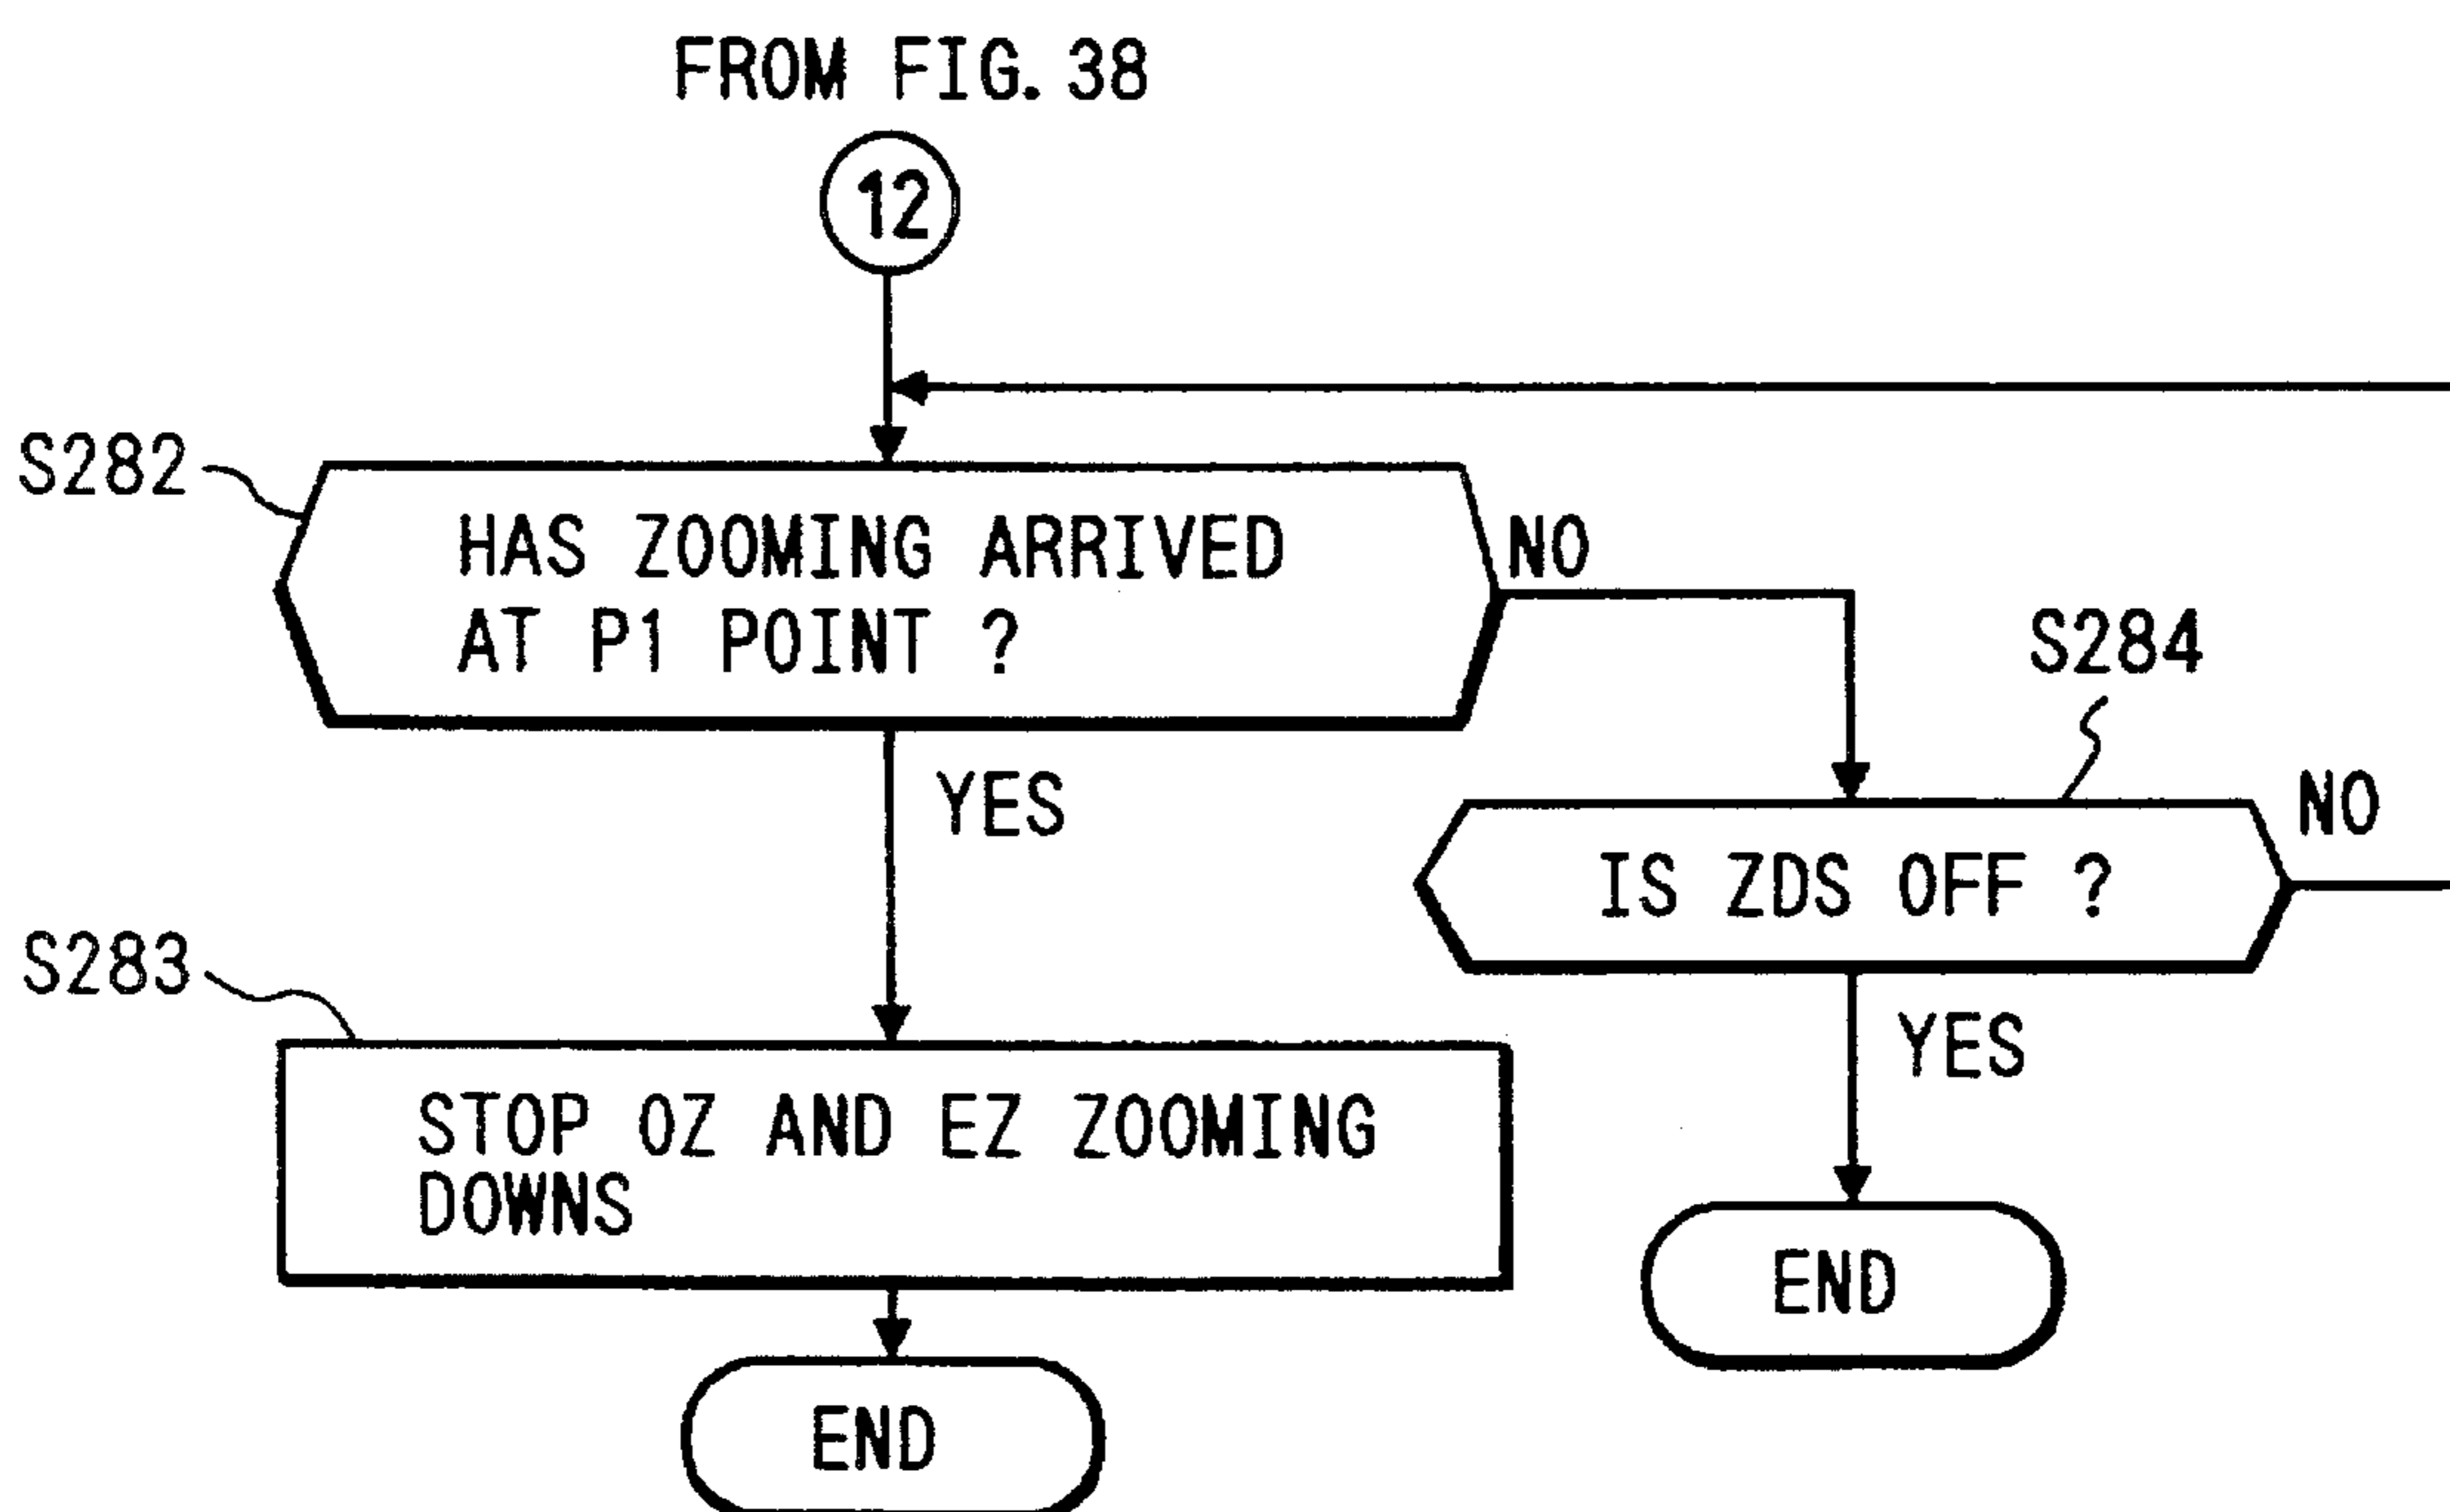 FROM FIG. 38
12
S282
HAS ZOOMING ARRIVED
AT P1 POINT ?
NO
YES
S284
IS ZDS OFF ?
NO
YES
END
S283
STOP OZ AND EZ ZOOMING
DOWNS
END